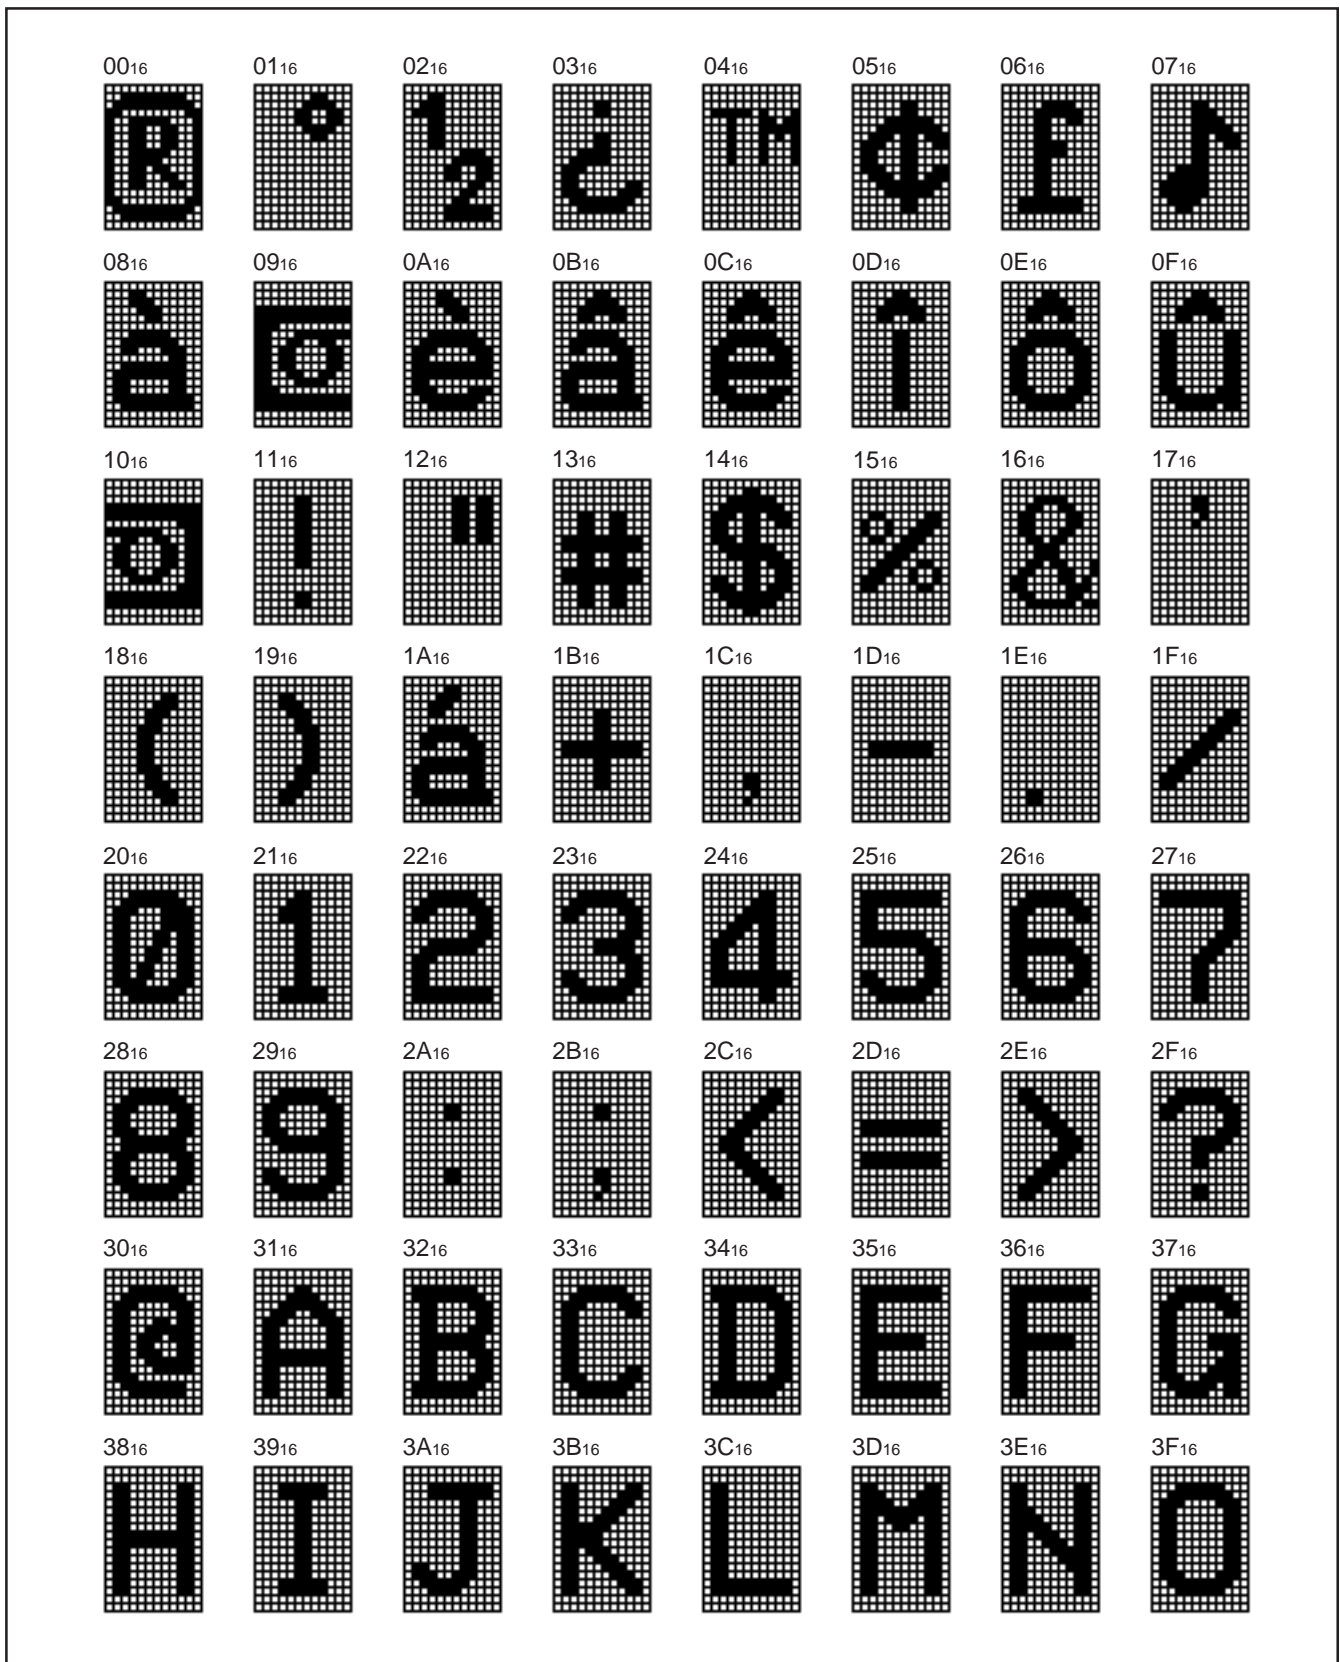 00₁₆ 01₁₆ 02₁₆ 03₁₆ 04₁₆ 05₁₆ 06₁₆ 07₁₆
® ° ½ ¿ ™ ¢ £ ♪
08₁₆ 09₁₆ 0A₁₆ 0B₁₆ 0C₁₆ 0D₁₆ 0E₁₆ 0F₁₆
à è â ê î ô û
10₁₆ 11₁₆ 12₁₆ 13₁₆ 14₁₆ 15₁₆ 16₁₆ 17₁₆
! " # $ % & '
18₁₆ 19₁₆ 1A₁₆ 1B₁₆ 1C₁₆ 1D₁₆ 1E₁₆ 1F₁₆
( ) á + , - . /
20₁₆ 21₁₆ 22₁₆ 23₁₆ 24₁₆ 25₁₆ 26₁₆ 27₁₆
0 1 2 3 4 5 6 7
28₁₆ 29₁₆ 2A₁₆ 2B₁₆ 2C₁₆ 2D₁₆ 2E₁₆ 2F₁₆
8 9 : ; < = > ?
30₁₆ 31₁₆ 32₁₆ 33₁₆ 34₁₆ 35₁₆ 36₁₆ 37₁₆
@ A B C D E F G
38₁₆ 39₁₆ 3A₁₆ 3B₁₆ 3C₁₆ 3D₁₆ 3E₁₆ 3F₁₆
H I J K L M N O